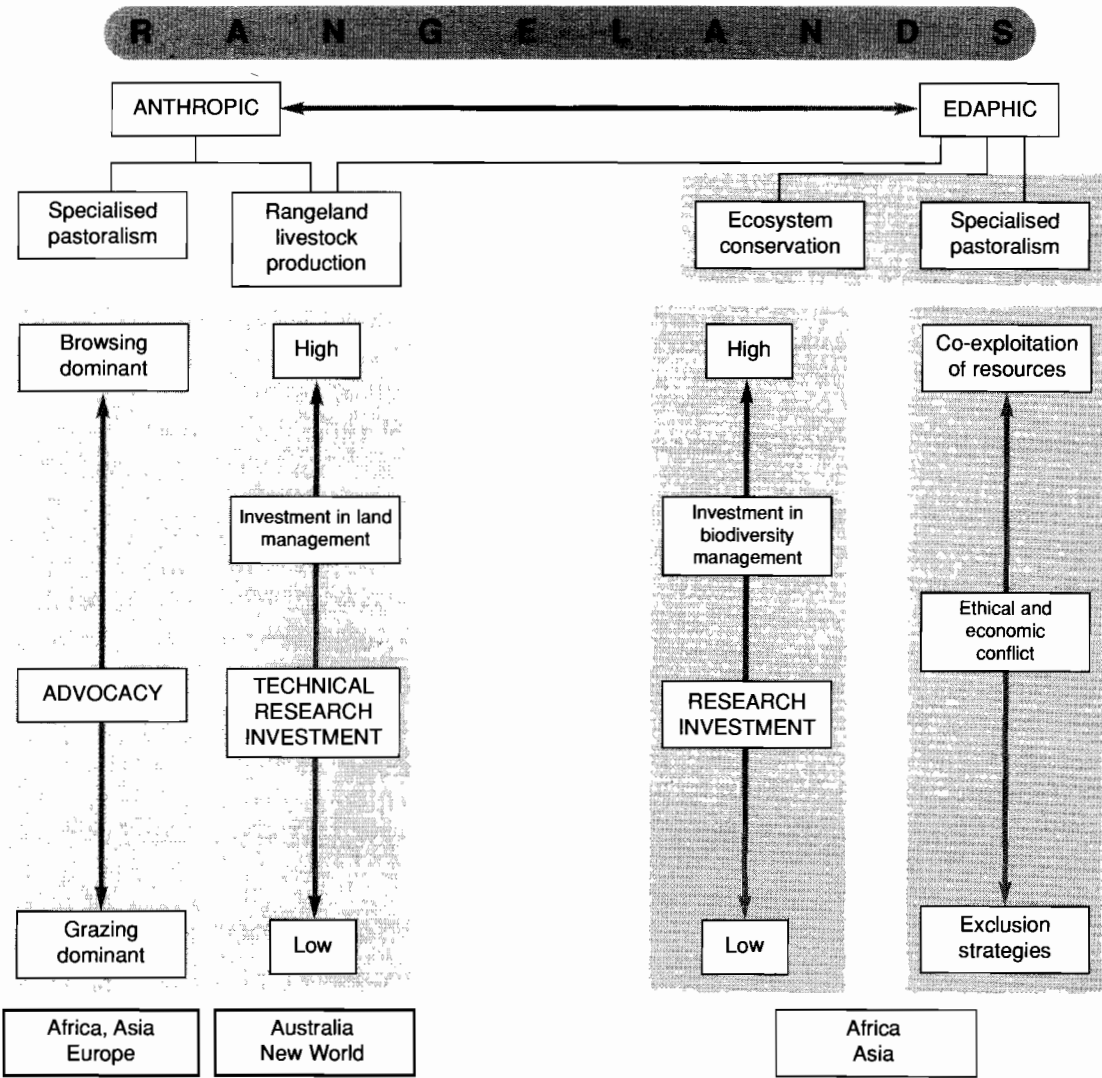 RANGELANDS
ANTHROPIC
EDAPHIC
Specialised
pastoralism
Rangeland
livestock
production
Ecosystem
conservation
Specialised
pastoralism
Browsing
dominant
High
High
Co-exploitation
of resources
Investment in land
management
Investment in
biodiversity
management
Ethical and
economic
conflict
ADVOCACY
TECHNICAL
RESEARCH
INVESTMENT
RESEARCH
INVESTMENT
Grazing
dominant
Low
Low
Exclusion
strategies
Africa, Asia
Europe
Australia
New World
Africa
Asia